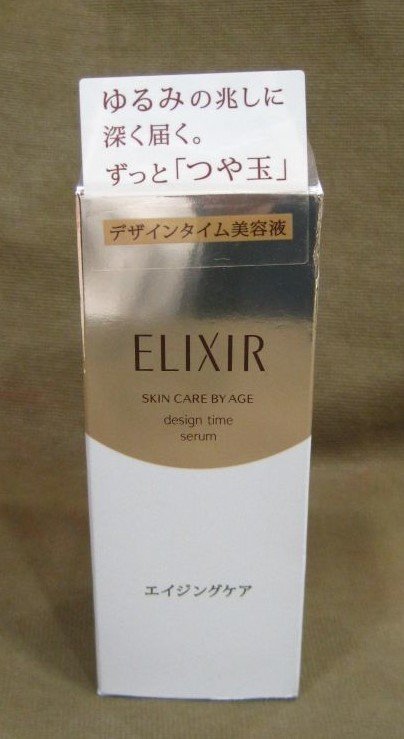 ゆるみの兆しに
深く届く。
ずっと「つや玉」
デザインタイム美容液
ELIXIR
SKIN CARE BY AGE
design time
serum
エイジングケア